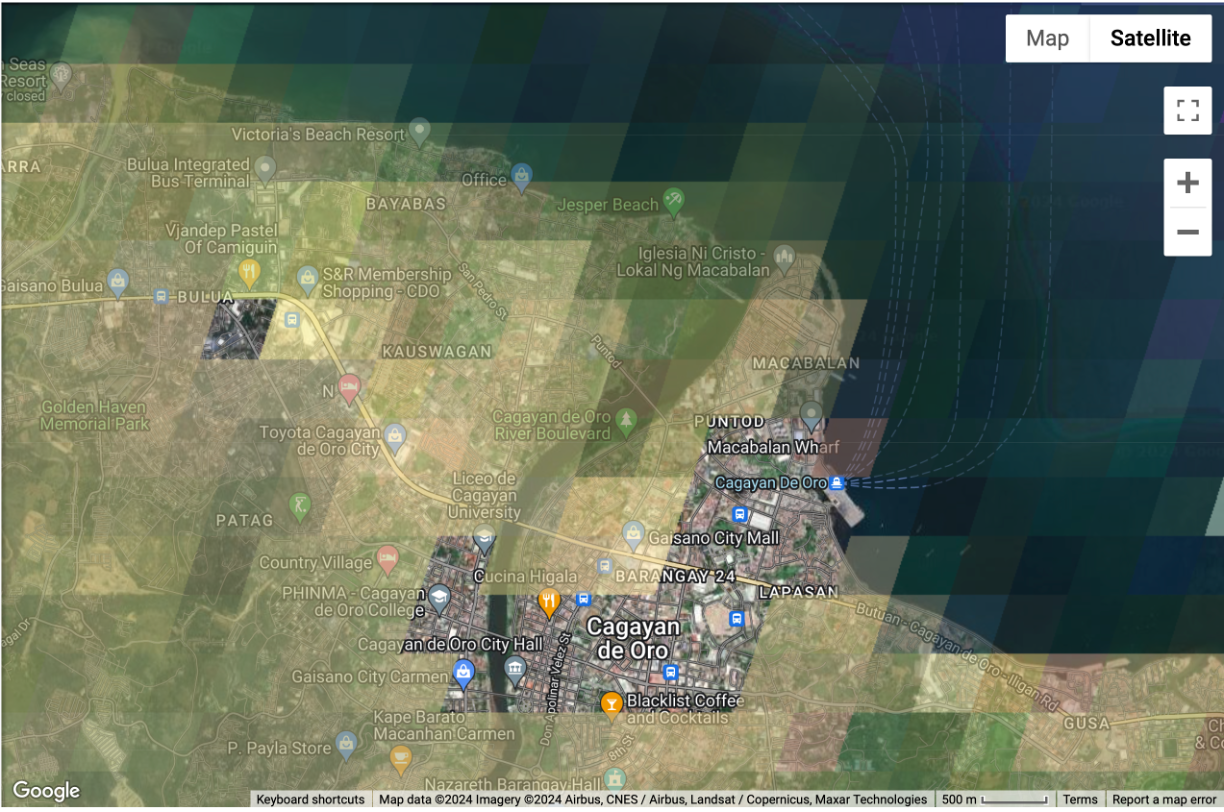 Map
Satellite
n Seas
Resort
y closed
Victoria's Beach Resort
ARRA
Bulua Integrated
Bus Terminal
Office
BAYABAS
Jesper Beach
Vjandep Pastel
Of Camiguin
Iglesia Ni Cristo -
Lokal Ng Macabalan
Gaisano Bulua
S&R Membership
Shopping - CDO
San Pedro St
BULUA
Puntod
KAUSWAGAN
MACABALAN
N
Golden Haven
Memorial Park
Cagayan de Oro
River Boulevard
PUNTOD
Toyota Cagayan
de Oro City
Macabalan Wharf
Liceo de
Cagayan
University
Cagayan De Oro
PATAG
Gaisano City Mall
Country Village
Cucina Higala
BARANGAY 24
PHINMA - Cagayan
de Oro College
LAPASAN
Butuan - Cagayan de Oro - Iligan Rd
Cagayan de Oro City Hall
Cagayan
de Oro
Don Apolinar Velez St
Gaisano City Carmen
Blacklist Coffee
and Cocktails
Kape Barato
Macanhan Carmen
GUSA
P. Payla Store
8th St
Nazareth Barangay Hall
Google
Keyboard shortcuts
Map data ©2024 Imagery ©2024 Airbus, CNES / Airbus, Landsat / Copernicus, Maxar Technologies
500 m
Terms
Report a map error